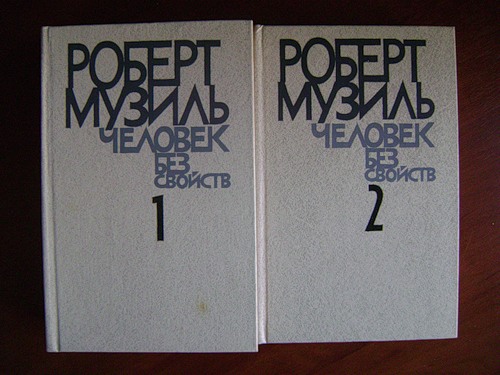 РОБЕРТ
МУЗИЛЬ
ЧЕЛОВЕК
БЕЗ
СВОЙСТВ
1
РОБЕРТ
МУЗИЛЬ
ЧЕЛОВЕК
БЕЗ
СВОЙСТВ
2